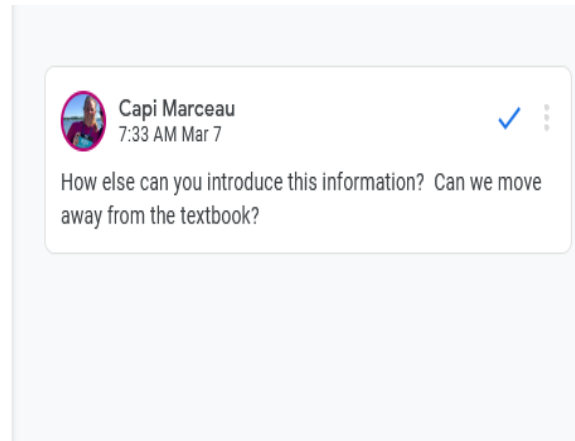 Capi Marceau
7:33 AM Mar 7
How else can you introduce this information?  Can we move
away from the textbook?